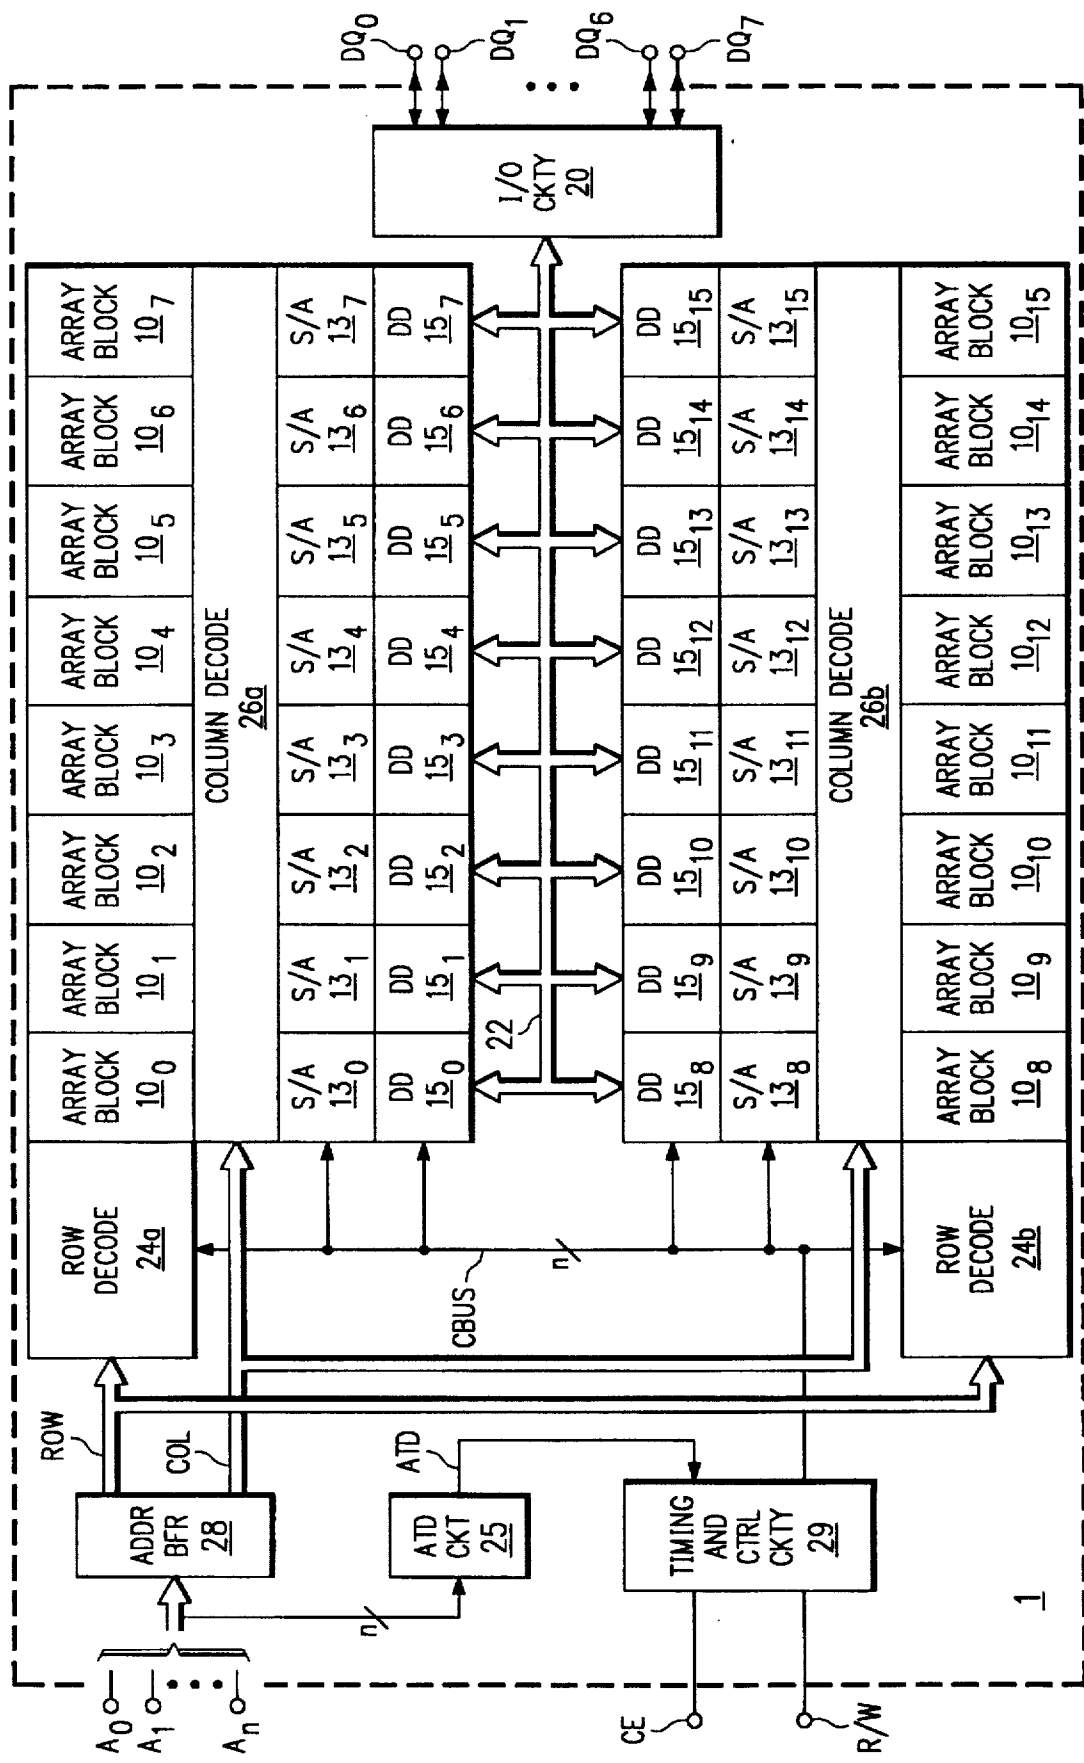 A0
A1
An
ADDR
BFR
28
ROW
COL
n
ATD
CKT
25
ATD
CE
R/W
TIMING
AND
CTRL
CKTY
29
1
ROW
DECODE
24a
CBUS
n
ROW
DECODE
24b
ARRAY
BLOCK
10 0
ARRAY
BLOCK
10 1
ARRAY
BLOCK
10 2
ARRAY
BLOCK
10 3
ARRAY
BLOCK
10 4
ARRAY
BLOCK
10 5
ARRAY
BLOCK
10 6
ARRAY
BLOCK
10 7
COLUMN DECODE
26a
S/A
13 0
S/A
13 1
S/A
13 2
S/A
13 3
S/A
13 4
S/A
13 5
S/A
13 6
S/A
13 7
DD
15 0
DD
15 1
DD
15 2
DD
15 3
DD
15 4
DD
15 5
DD
15 6
DD
15 7
22
DD
15 8
DD
15 9
DD
15 10
DD
15 11
DD
15 12
DD
15 13
DD
15 14
DD
15 15
S/A
13 8
S/A
13 9
S/A
13 10
S/A
13 11
S/A
13 12
S/A
13 13
S/A
13 14
S/A
13 15
COLUMN DECODE
26b
ARRAY
BLOCK
10 8
ARRAY
BLOCK
10 9
ARRAY
BLOCK
10 10
ARRAY
BLOCK
10 11
ARRAY
BLOCK
10 12
ARRAY
BLOCK
10 13
ARRAY
BLOCK
10 14
ARRAY
BLOCK
10 15
I/O
CKTY
20
DQ0
DQ1
DQ6
DQ7